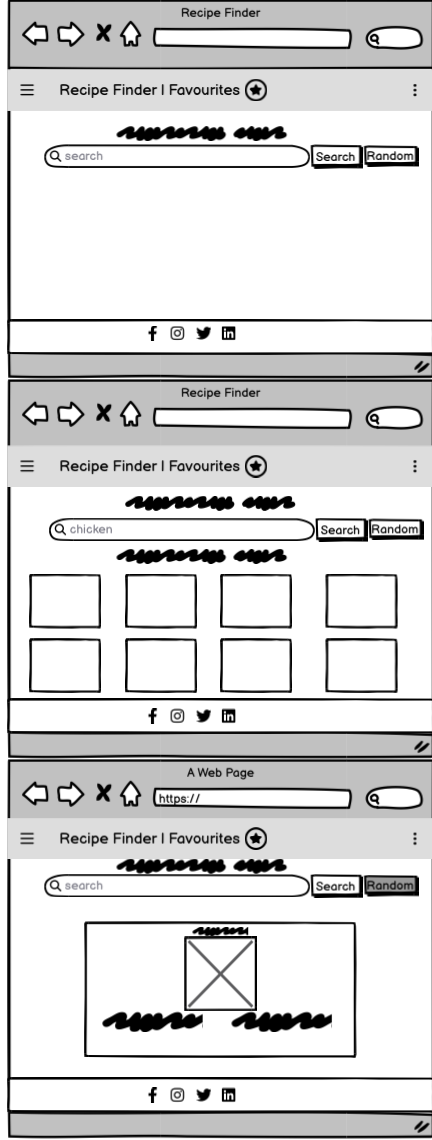 Recipe Finder
Recipe Finder | Favourites
search Search Random
Recipe Finder
Recipe Finder | Favourites
chicken Search Random
A Web Page
https://
Recipe Finder | Favourites
search Search Random